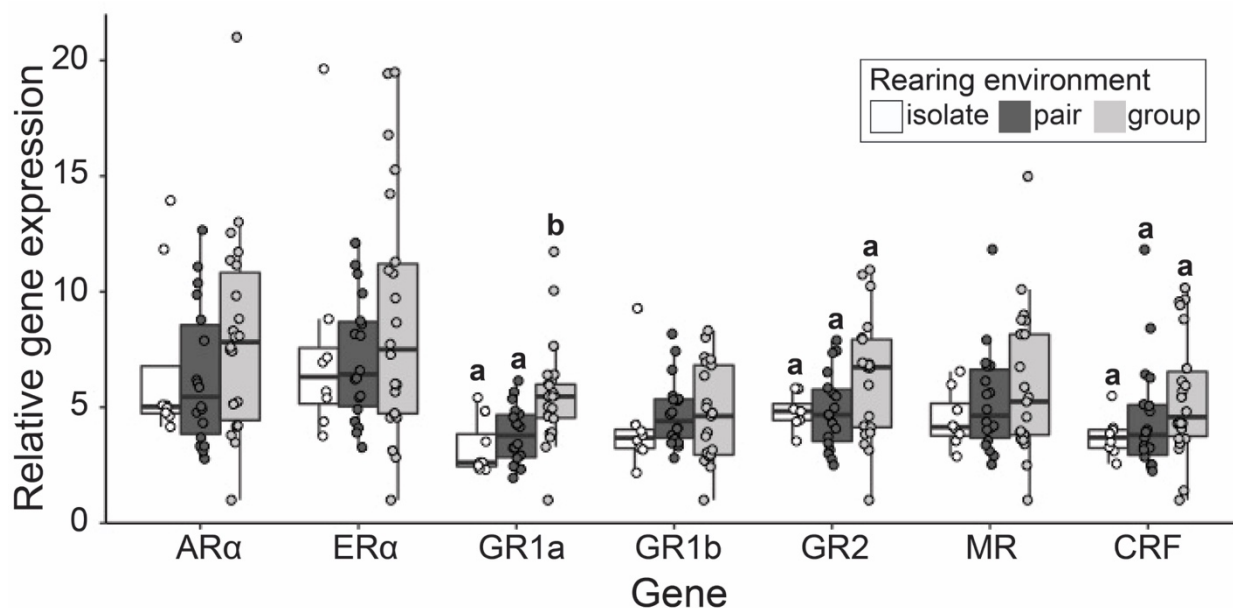 Relative gene expression
20
15
10
5
0
Rearing environment
isolate pair group
a a b
a a a
a a a
ARα ERα GR1a GR1b GR2 MR CRF
Gene